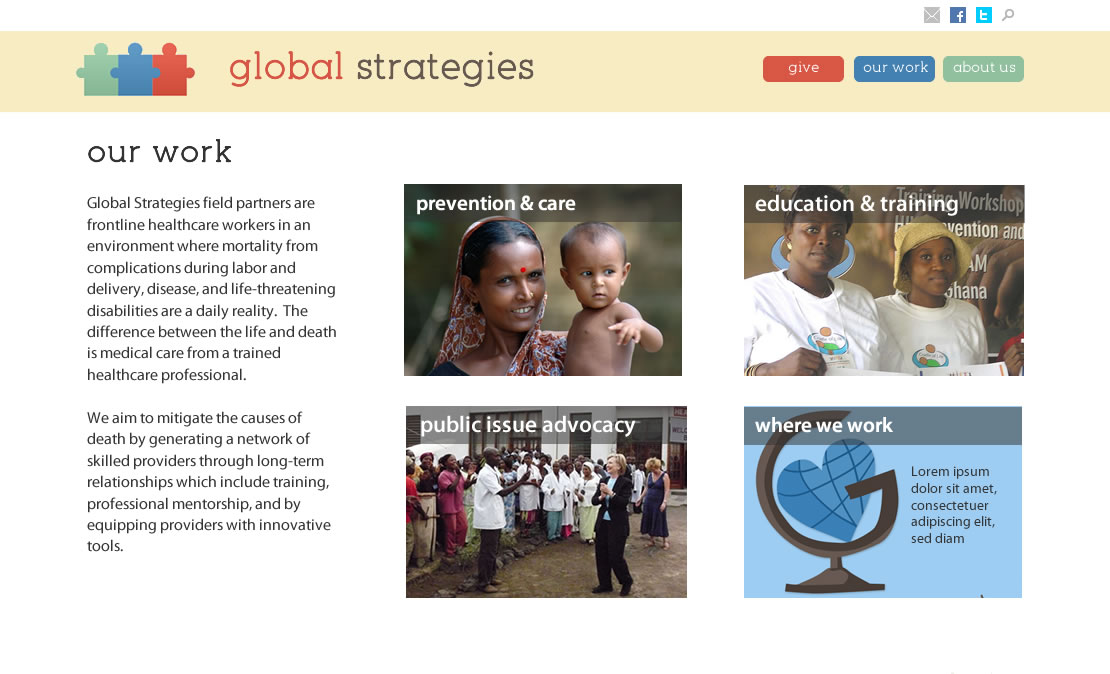 global strategies
give
our work
about us
our work
Global Strategies field partners are
frontline healthcare workers in an
environment where mortality from
complications during labor and
delivery, disease, and life-threatening
disabilities are a daily reality.  The
difference between the life and death
is medical care from a trained
healthcare professional.
We aim to mitigate the causes of
death by generating a network of
skilled providers through long-term
relationships which include training,
professional mentorship, and by
equipping providers with innovative
tools.
prevention & care
education & training
Training Workshop
vention and
AM
hana
public issue advocacy
where we work
Lorem ipsum
dolor sit amet,
consectetuer
adipiscing elit,
sed diam